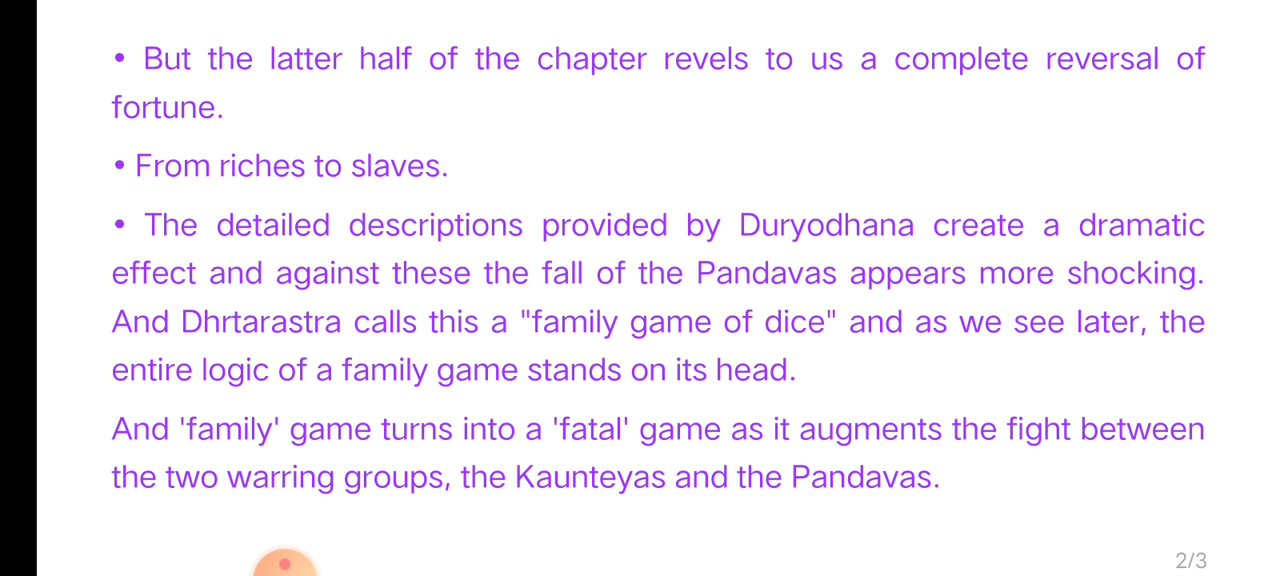 • But the latter half of the chapter revels to us a complete reversal of
fortune.
• From riches to slaves.
• The detailed descriptions provided by Duryodhana create a dramatic
effect and against these the fall of the Pandavas appears more shocking.
And Dhrtarastra calls this a "family game of dice" and as we see later, the
entire logic of a family game stands on its head.
And 'family' game turns into a 'fatal' game as it augments the fight between
the two warring groups, the Kaunteyas and the Pandavas.
2/3